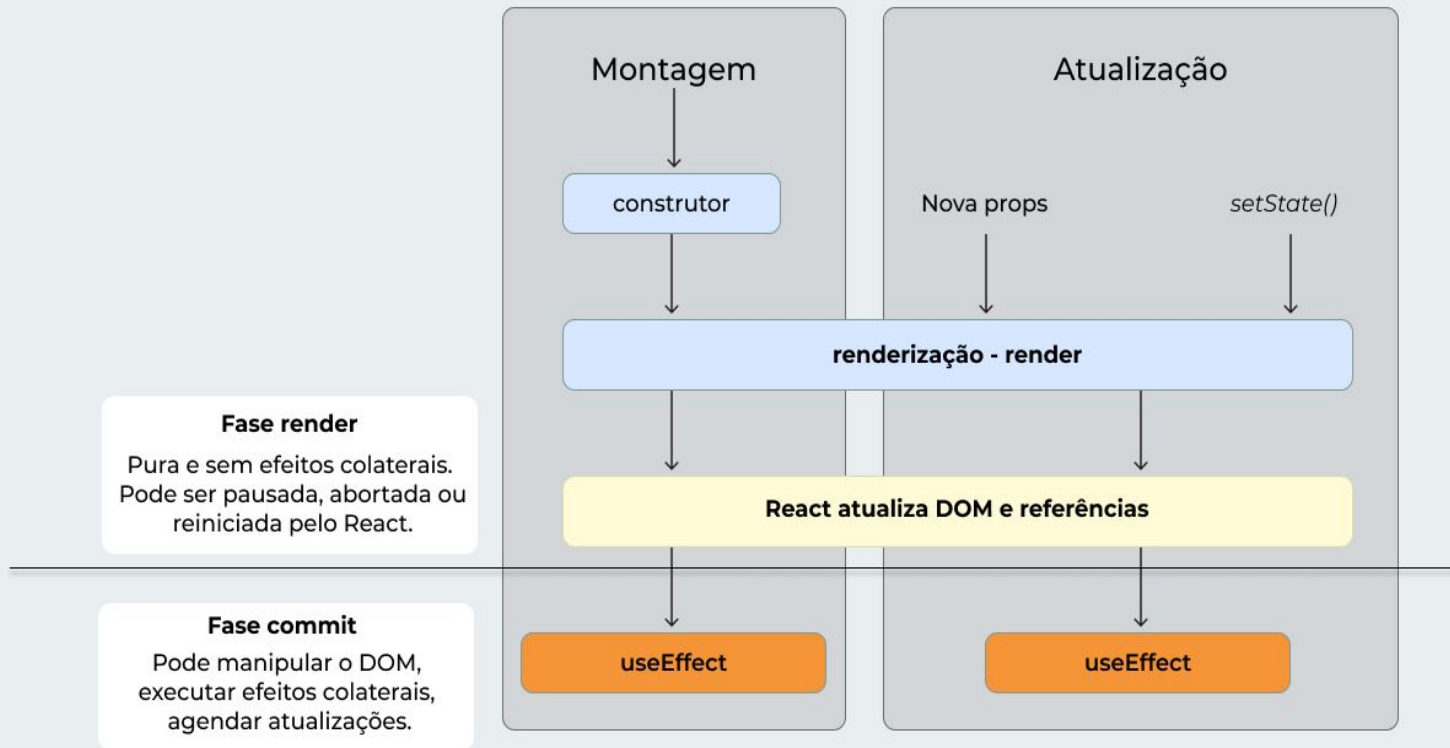 Montagem
Atualização
construtor
Nova props
setState()
renderização - render
Fase render
Pura e sem efeitos colaterais.
Pode ser pausada, abortada ou
reiniciada pelo React.
React atualiza DOM e referências
Fase commit
Pode manipular o DOM,
executar efeitos colaterais,
agendar atualizações.
useEffect
useEffect